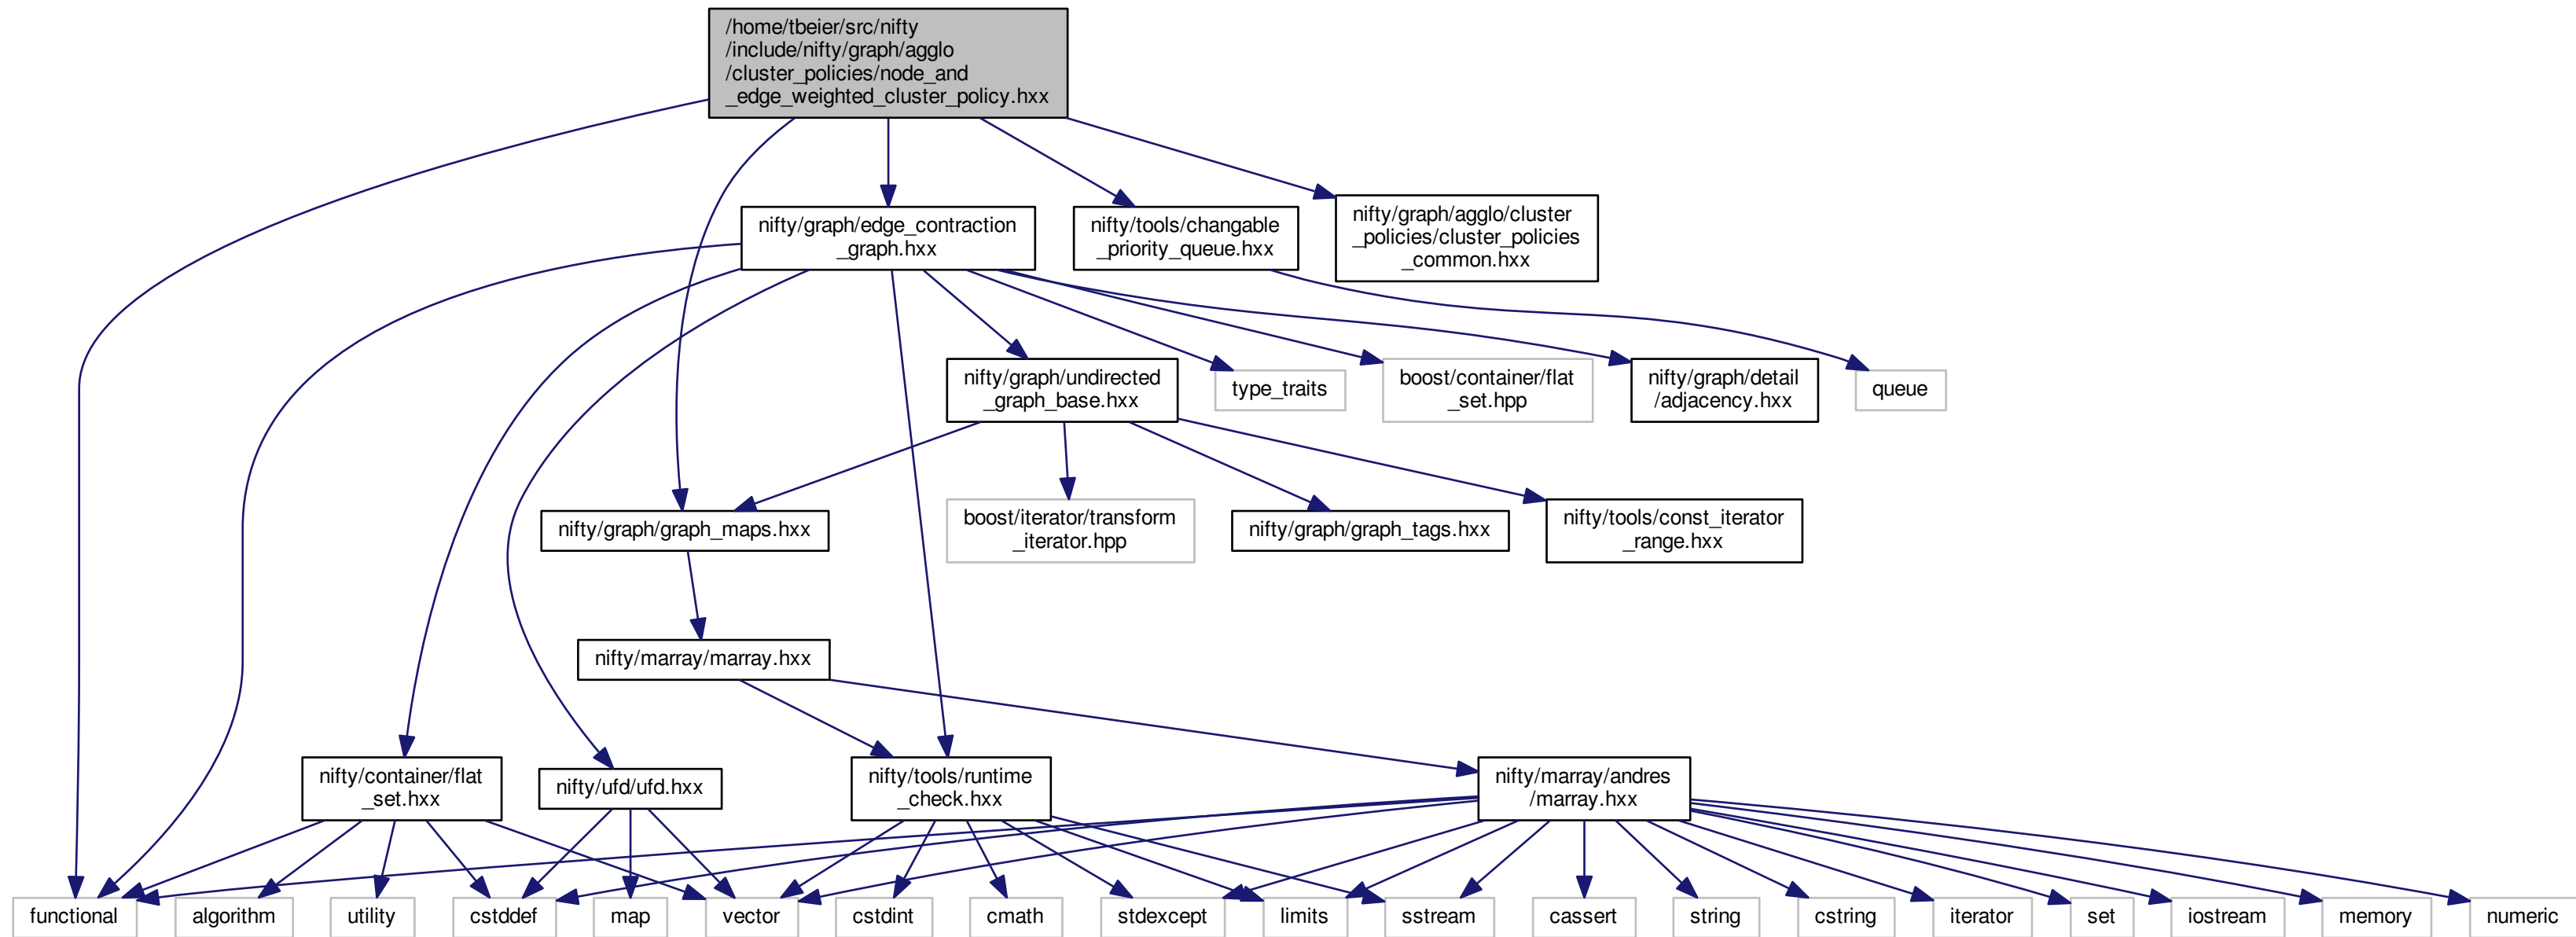 /home/tbeier/src/nifty
/include/nifty/graph/agglo
/cluster_policies/node_and
_edge_weighted_cluster_policy.hxx
nifty/graph/edge_contraction
_graph.hxx
nifty/tools/changable
_priority_queue.hxx
nifty/graph/agglo/cluster
_policies/cluster_policies
_common.hxx
nifty/graph/undirected
_graph_base.hxx
type_traits
boost/container/flat
_set.hpp
nifty/graph/detail
/adjacency.hxx
queue
nifty/graph/graph_maps.hxx
boost/iterator/transform
_iterator.hpp
nifty/graph/graph_tags.hxx
nifty/tools/const_iterator
_range.hxx
nifty/marray/marray.hxx
nifty/container/flat
_set.hxx
nifty/ufd/ufd.hxx
nifty/tools/runtime
_check.hxx
nifty/marray/andres
/marray.hxx
functional
algorithm
utility
cstddef
map
vector
cstdint
cmath
stdexcept
limits
sstream
cassert
string
cstring
iterator
set
iostream
memory
numeric